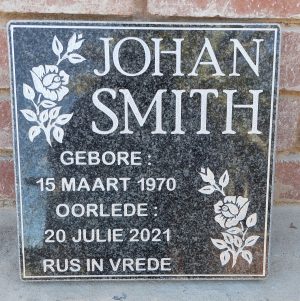 JOHAN
SMITH
GEBORE :
15 MAART 1970
OORLEDE :
20 JULIE 2021
RUS IN VREDE